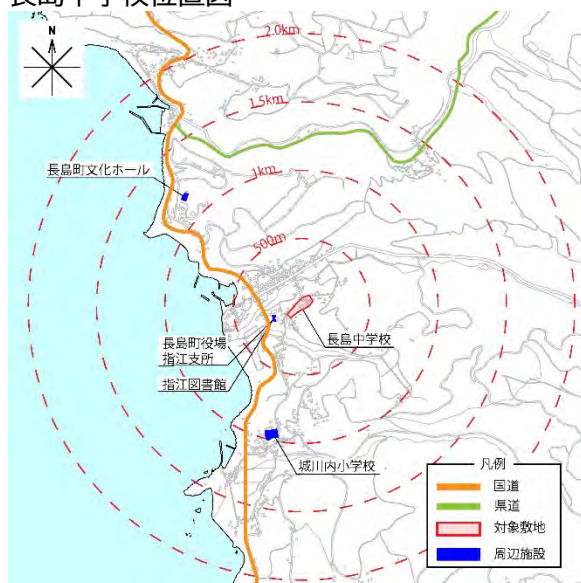 長島中学校位置図
N
2.0km
1.5km
1km
500m
長島町文化ホール
長島町役場
指江支所
指江図書館
長島中学校
城川内小学校
凡例
国道
県道
対象敷地
周辺施設